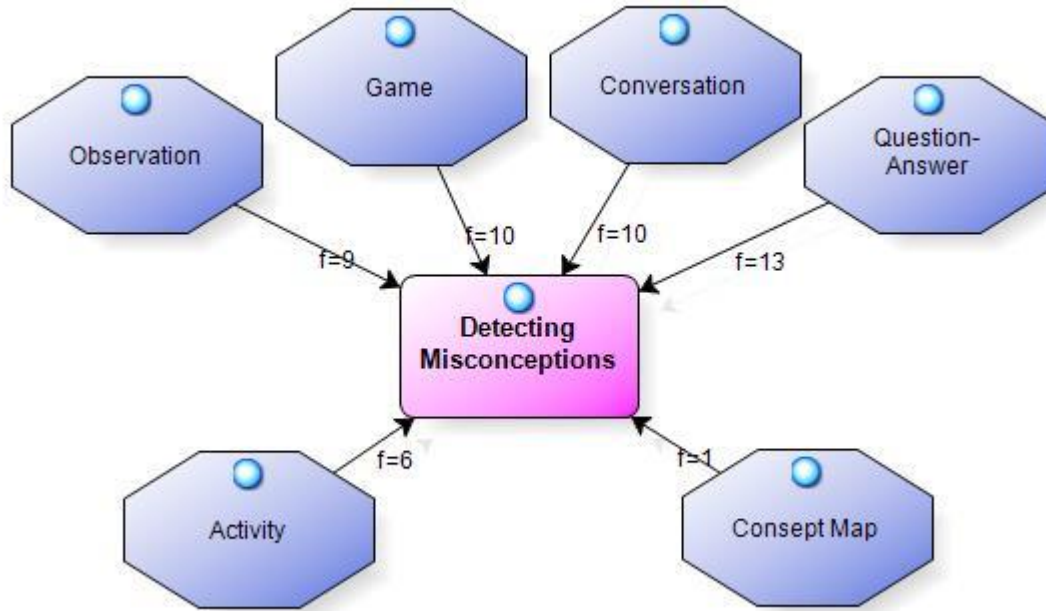 Game
Conversation
Observation
Question-
Answer
f=9
f=10
f=10
f=13
Detecting
Misconceptions
f=6
f=1
Activity
Consept Map